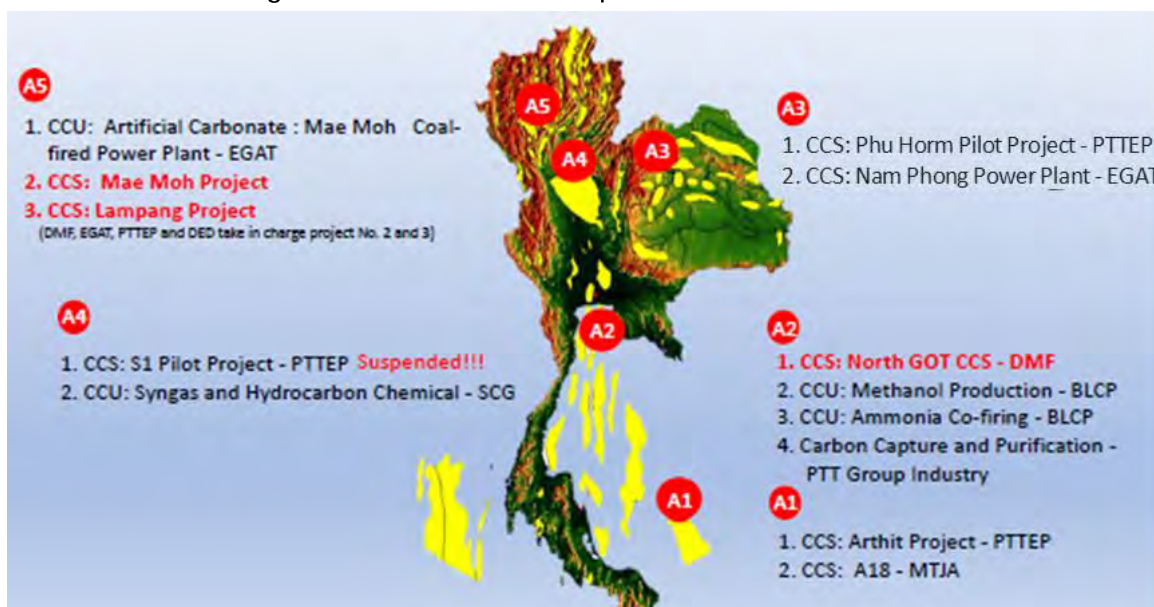 A5
1. CCU: Artificial Carbonate : Mae Moh Coal-
fired Power Plant - EGAT
2. CCS: Mae Moh Project
3. CCS: Lampang Project
(DMF, EGAT, PTTEP and DED take in charge project No. 2 and 3)
A4
1. CCS: S1 Pilot Project - PTTEP Suspended!!!
2. CCU: Syngas and Hydrocarbon Chemical - SCG
A5
A4
A3
A2
A1
A3
1. CCS: Phu Horm Pilot Project - PTTEP
2. CCS: Nam Phong Power Plant - EGAT
A2
1. CCS: North GOT CCS - DMF
2. CCU: Methanol Production - BLCP
3. CCU: Ammonia Co-firing - BLCP
4. Carbon Capture and Purification -
PTT Group Industry
A1
1. CCS: Arthit Project - PTTEP
2. CCS: A18 - MTJA